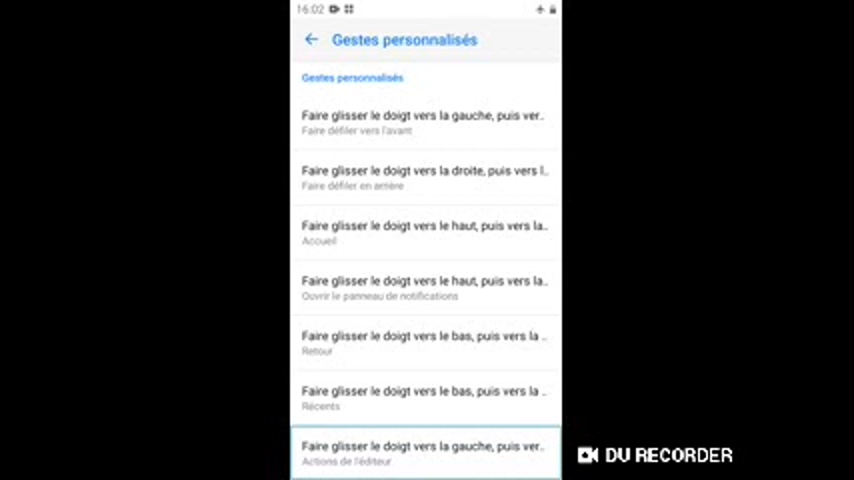 16:02
Gestes personnalisés
Gestes personnalisés
Faire glisser le doigt vers la gauche, puis ver..
Faire défiler vers l'avant
Faire glisser le doigt vers la droite, puis vers l..
Faire défiler en arrière
Faire glisser le doigt vers le haut, puis vers la..
Accueil
Faire glisser le doigt vers le haut, puis vers la..
Ouvrir le panneau de notifications
Faire glisser le doigt vers le bas, puis vers la ..
Retour
Faire glisser le doigt vers le bas, puis vers la ..
Récents
Faire glisser le doigt vers la gauche, puis ver..
Actions de l'éditeur
DU RECORDER